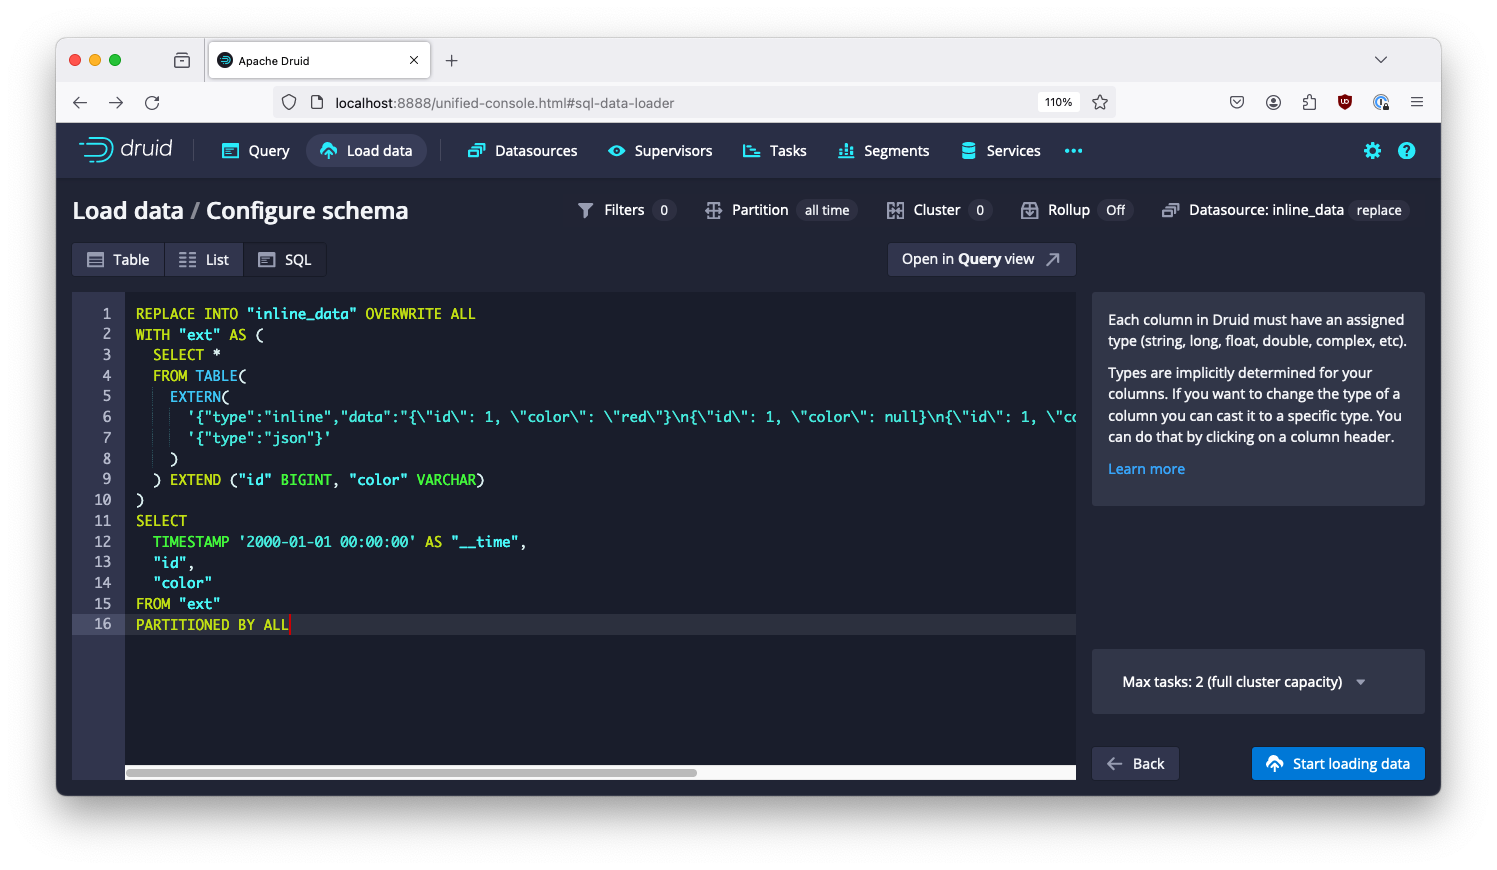 Apache Druid
localhost:8888/unified-console.html#sql-data-loader
110%
druid
Query
Load data
Datasources
Supervisors
Tasks
Segments
Services
Load data / Configure schema
Filters 0
Partition all time
Cluster 0
Rollup Off
Datasource: inline_data replace
Table
List
SQL
Open in Query view
1 REPLACE INTO "inline_data" OVERWRITE ALL
2 WITH "ext" AS (
3 SELECT *
4 FROM TABLE(
5 EXTERN(
6 '{"type":"inline","data":"{\"id\": 1, \"color\": \"red\"}\n{\"id\": 1, \"color\": null}\n{\"id\": 1, \"co
7 '{"type":"json"}'
8 )
9 ) EXTEND ("id" BIGINT, "color" VARCHAR)
10 )
11 SELECT
12 TIMESTAMP '2000-01-01 00:00:00' AS "__time",
13 "id",
14 "color"
15 FROM "ext"
16 PARTITIONED BY ALL
Each column in Druid must have an assigned
type (string, long, float, double, complex, etc).
Types are implicitly determined for your
columns. If you want to change the type of a
column you can cast it to a specific type. You
can do that by clicking on a column header.
Learn more
Max tasks: 2 (full cluster capacity)
Back
Start loading data